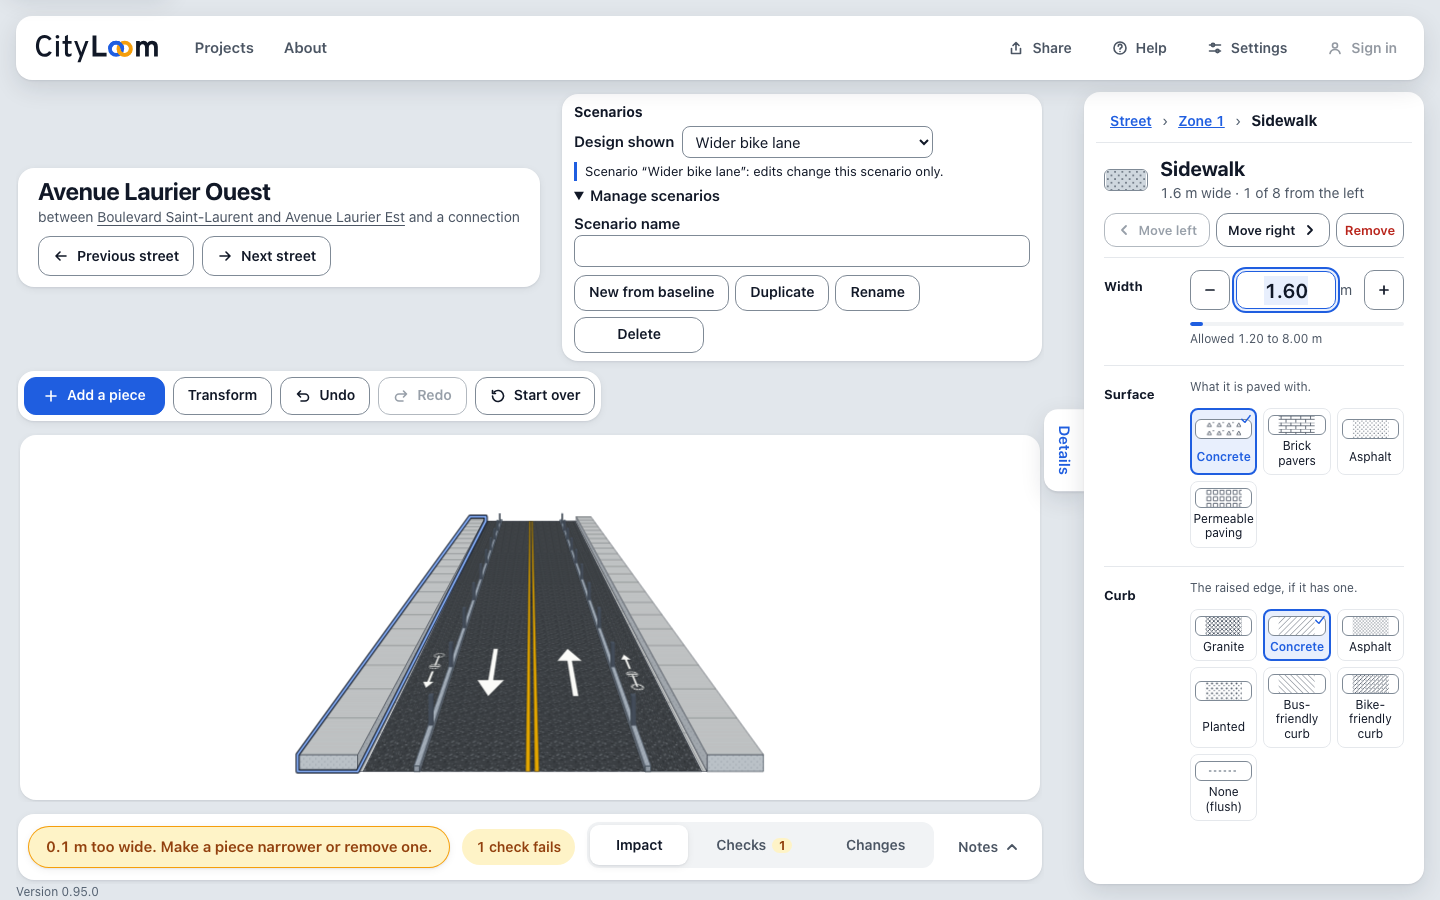 CityLoom
Projects
About
Share
Help
Settings
Sign in
Avenue Laurier Ouest
between Boulevard Saint-Laurent and Avenue Laurier Est and a connection
Previous street
Next street
Scenarios
Design shown
Wider bike lane
Scenario “Wider bike lane”: edits change this scenario only.
Manage scenarios
Scenario name
New from baseline
Duplicate
Rename
Delete
Add a piece
Transform
Undo
Redo
Start over
Details
Street › Zone 1 › Sidewalk
Sidewalk
1.6 m wide · 1 of 8 from the left
Move left
Move right
Remove
Width
− 1.60 m +
Allowed 1.20 to 8.00 m
Surface
What it is paved with.
Concrete
Brick
pavers
Asphalt
Permeable
paving
Curb
The raised edge, if it has one.
Granite
Concrete
Asphalt
Planted
Bus-
friendly
curb
Bike-
friendly
curb
None
(flush)
0.1 m too wide. Make a piece narrower or remove one.
1 check fails
Impact
Checks 1
Changes
Notes
Version 0.95.0